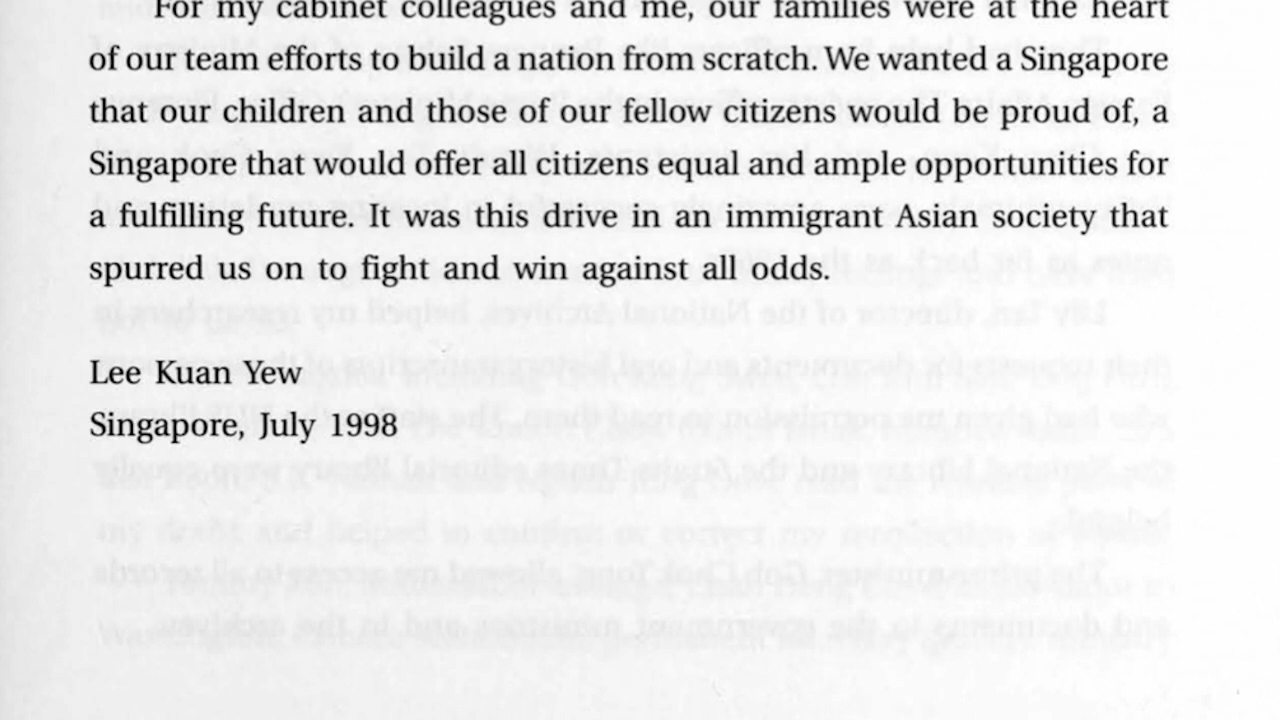 For my cabinet colleagues and me, our families were at the heart
of our team efforts to build a nation from scratch. We wanted a Singapore
that our children and those of our fellow citizens would be proud of, a
Singapore that would offer all citizens equal and ample opportunities for
a fulfilling future. It was this drive in an immigrant Asian society that
spurred us on to fight and win against all odds.
Lee Kuan Yew
Singapore, July 1998